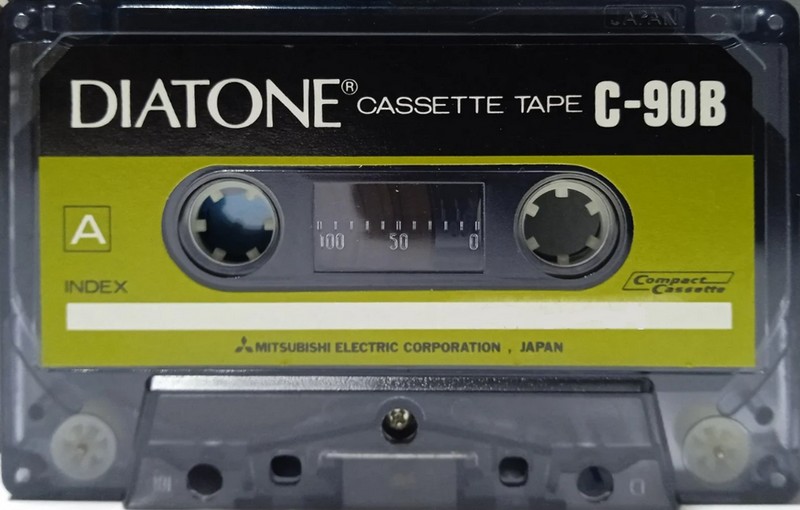 JAPAN
DIATONE® CASSETTE TAPE C-90B
A
100 50 0
INDEX
Compact
Cassette
MITSUBISHI ELECTRIC CORPORATION , JAPAN